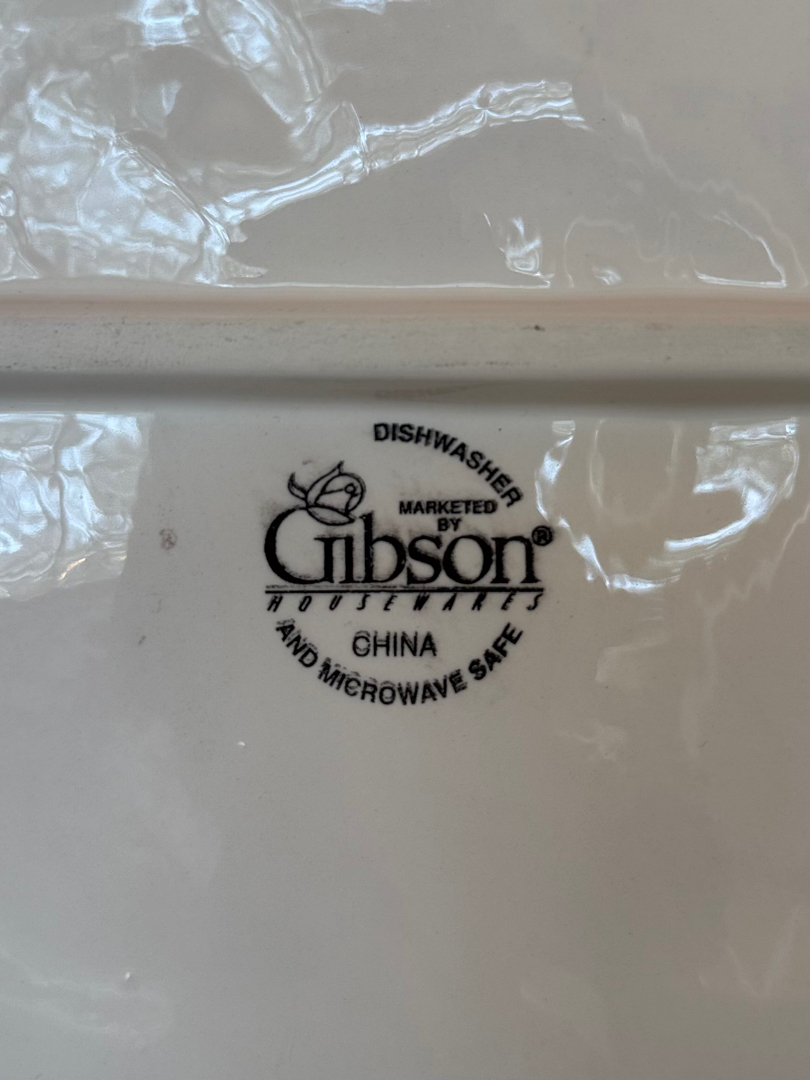 DISHWASHER
MARKETED
BY
Gibson®
HOUSEWARES
CHINA
AND MICROWAVE SAFE